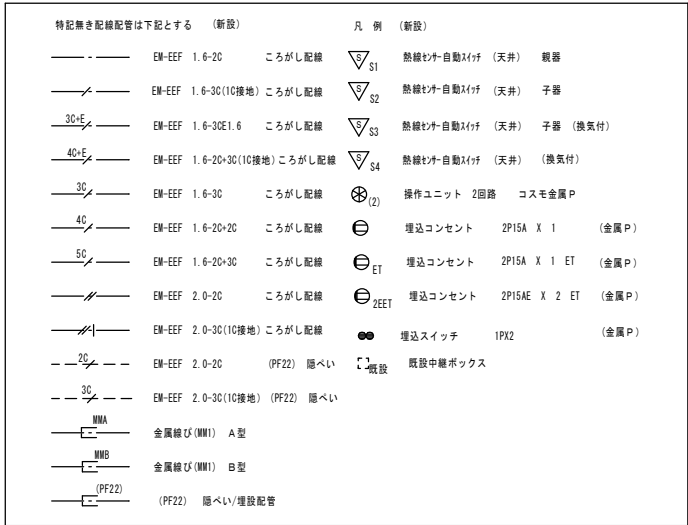 特記無き配線配管は下記とする (新設)
EM-EEF 1.6-2C ころがし配線
EM-EEF 1.6-3C(1C接地) ころがし配線
3C+E EM-EEF 1.6-3CE1.6 ころがし配線
4C+E EM-EEF 1.6-2C+3C(1C接地)ころがし配線
3C EM-EEF 1.6-3C ころがし配線
4C EM-EEF 1.6-2C+2C ころがし配線
5C EM-EEF 1.6-2C+3C ころがし配線
EM-EEF 2.0-2C ころがし配線
EM-EEF 2.0-3C(1C接地)ころがし配線
2C EM-EEF 2.0-2C (PF22) 隠ぺい
3C EM-EEF 2.0-3C(1C接地) (PF22) 隠ぺい
MMA 金属線ぴ(MM1) A型
MMB 金属線ぴ(MM1) B型
(PF22) (PF22) 隠ぺい/埋設配管
凡 例 (新設)
S S1 熱線センサー自動スイッチ (天井) 親器
S S2 熱線センサー自動スイッチ (天井) 子器
S S3 熱線センサー自動スイッチ (天井) 子器 (換気付)
S S4 熱線センサー自動スイッチ (天井) (換気付)
(2) 操作ユニット 2回路 コスモ金属P
埋込コンセント 2P15A X 1 (金属P)
ET 埋込コンセント 2P15A X 1 ET (金属P)
2EET 埋込コンセント 2P15AE X 2 ET (金属P)
埋込スイッチ 1PX2 (金属P)
既設 既設中継ボックス